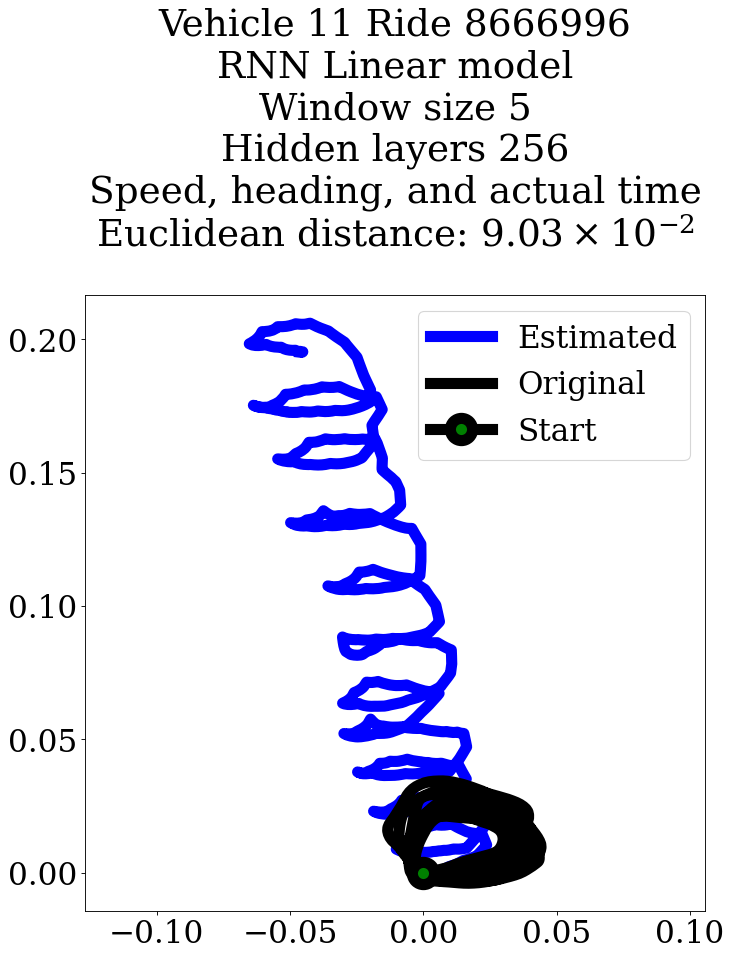 Vehicle 11 Ride 8666996
RNN Linear model
Window size 5
Hidden layers 256
Speed, heading, and actual time
Euclidean distance: 9.03 × 10⁻²
Estimated
Original
Start
0.20
0.15
0.10
0.05
0.00
−0.10 −0.05 0.00 0.05 0.10